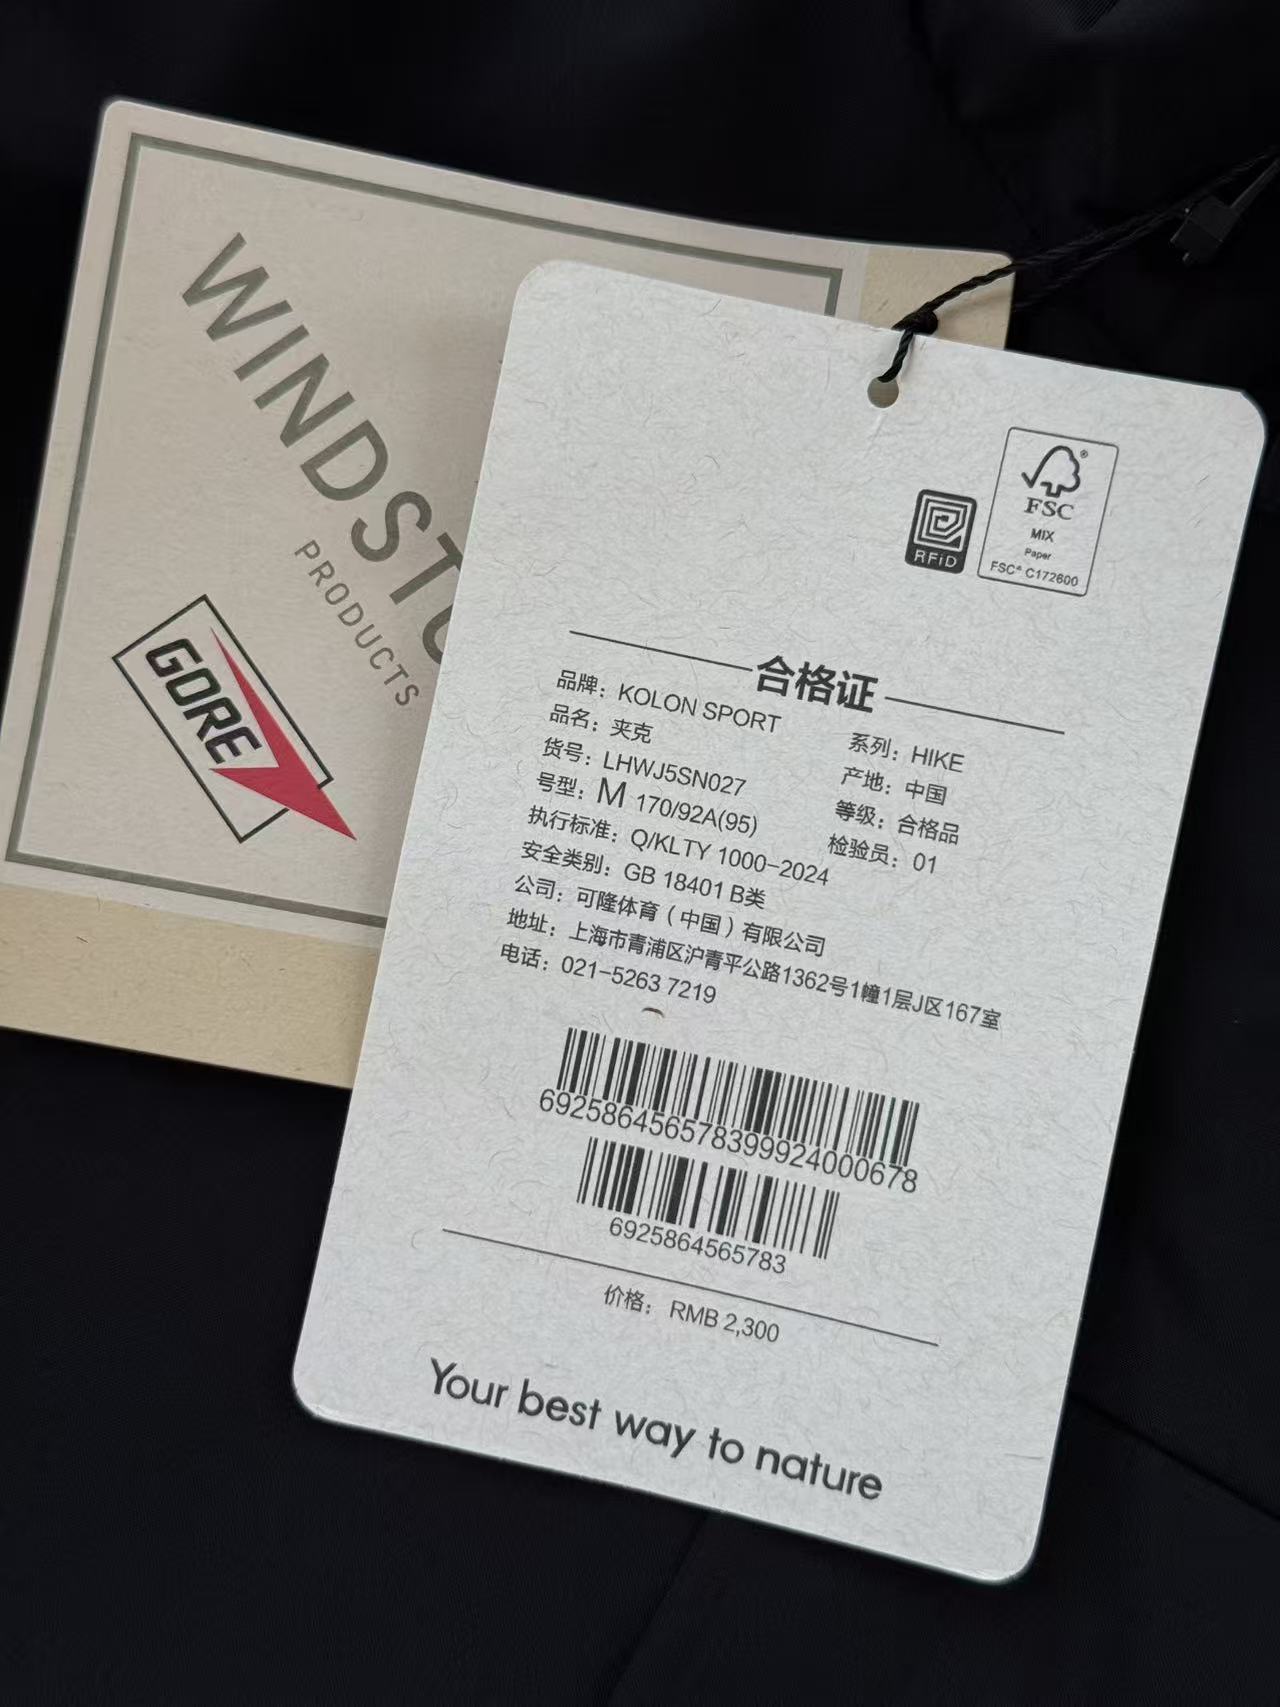 WINDSTO
PRODUCTS
GORE
RFiD
FSC®
MIX
Paper
FSC® C172600
合格证
品牌：KOLON SPORT
系列：HIKE
品名：夹克
产地：中国
货号：LHWJ5SN027
等级：合格品
号型：M 170/92A(95)
检验员：01
执行标准：Q/KLTY 1000-2024
安全类别：GB 18401 B类
公司：可隆体育（中国）有限公司
地址：上海市青浦区沪青平公路1362号1幢1层J区167室
电话：021-5263 7219
692586456578399924000678
6925864565783
价格： RMB 2,300
Your best way to nature